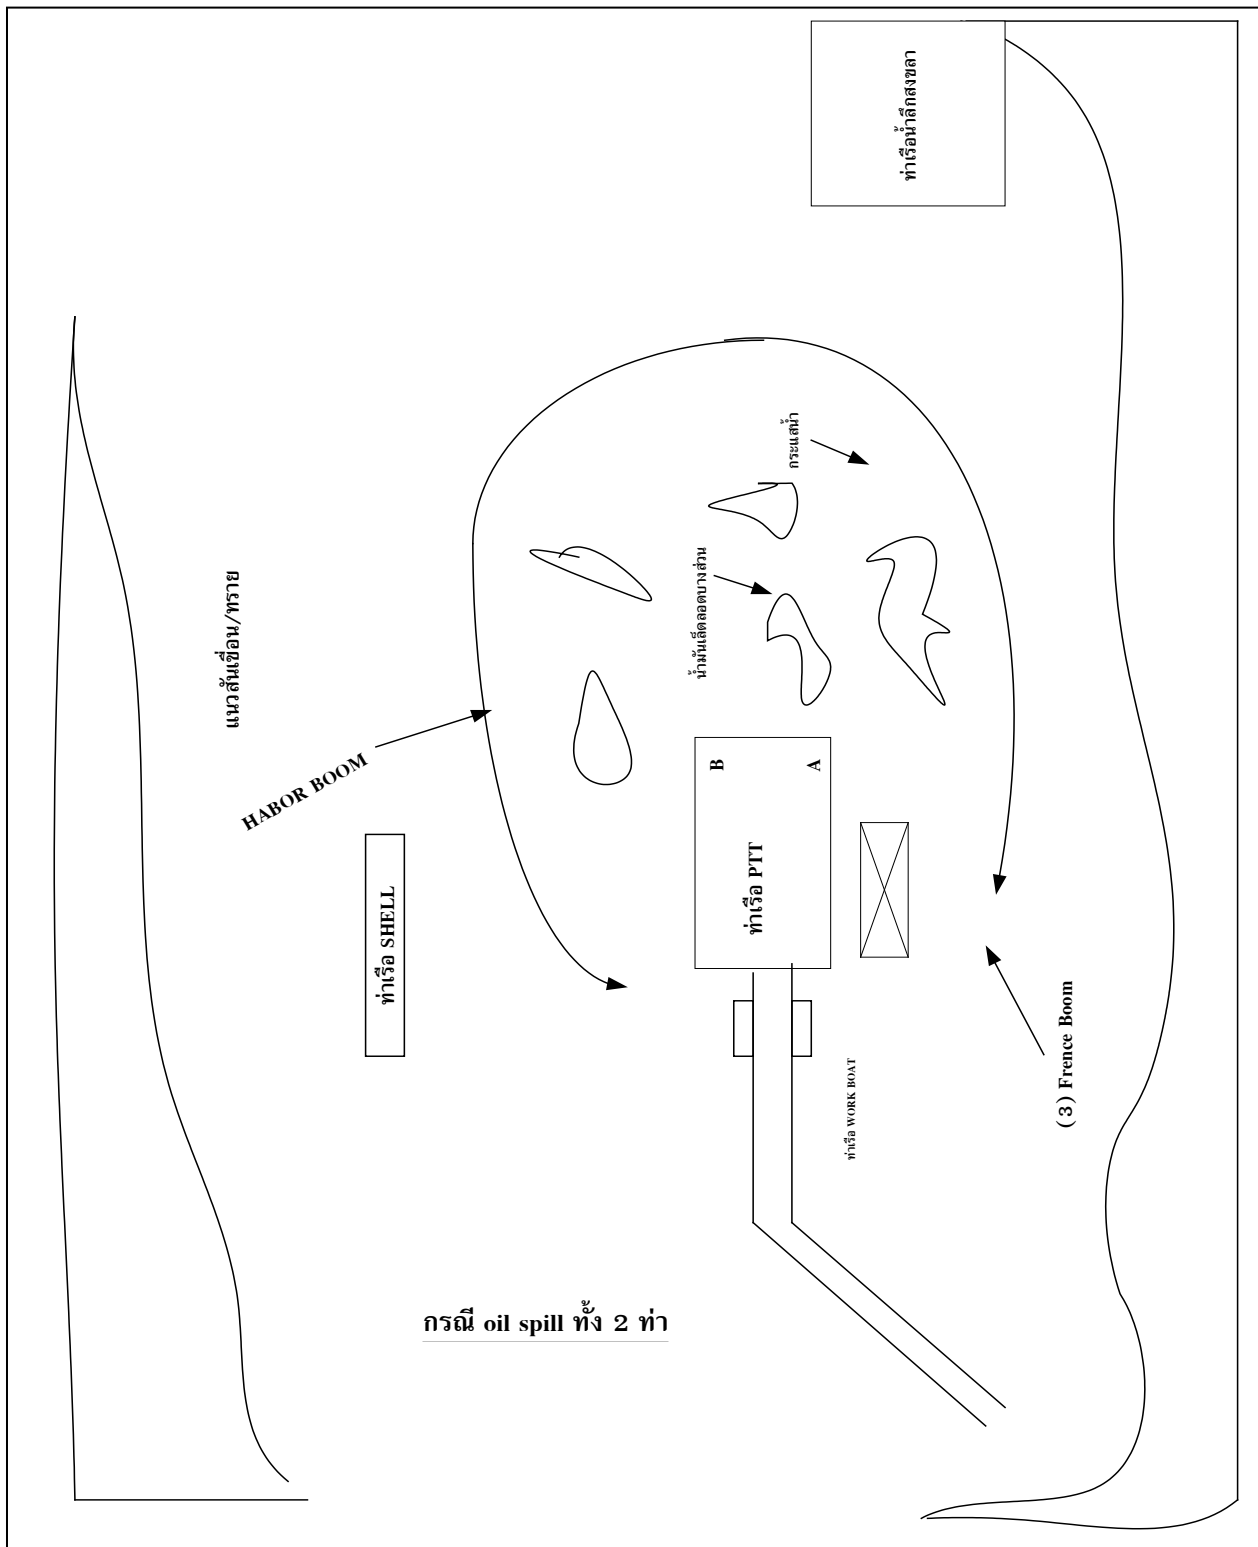 ท่าเรือน้ำลึกสงขลา
กระแสน้ำ
น้ำมันเล็ดลอดบางส่วน
แนวสันเขื่อน/ทราย
HABOR BOOM
B
A
ท่าเรือ PTT
ท่าเรือ SHELL
(3) Frence Boom
ท่าเรือ WORK BOAT
กรณี oil spill ทั้ง 2 ท่า